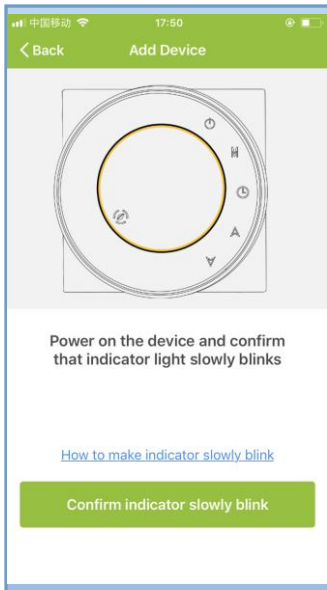 中国移动
17:50
Back
Add Device
M
Power on the device and confirm
that indicator light slowly blinks
How to make indicator slowly blink
Confirm indicator slowly blink